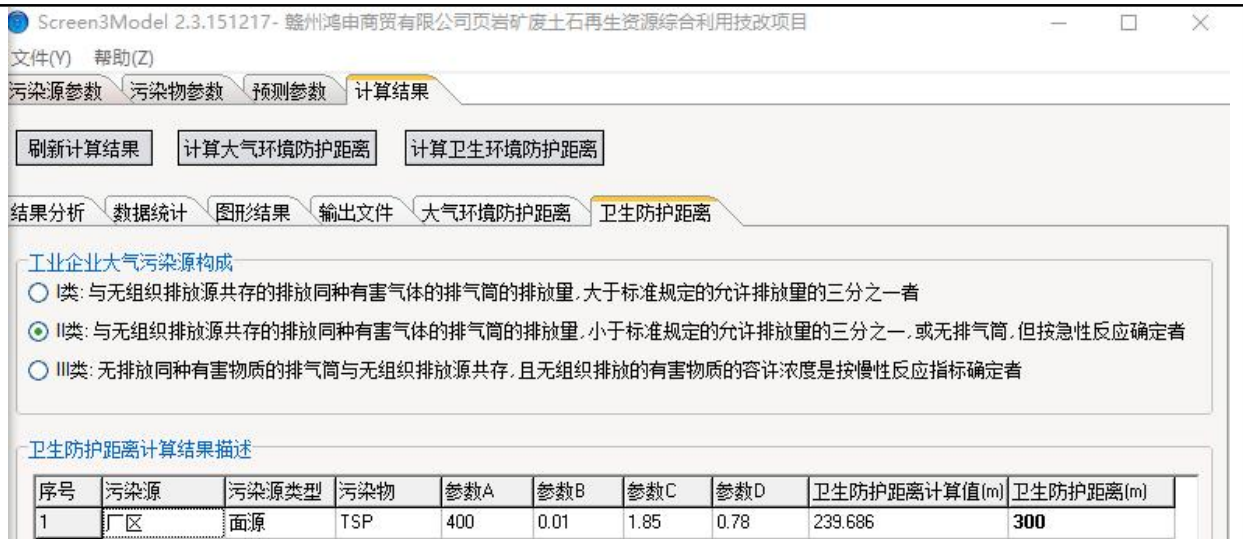 Screen3Model 2.3.151217- 赣州鸿申商贸有限公司页岩矿废土石再生资源综合利用技改项目
文件(Y) 帮助(Z)
污染源参数 污染物参数 预测参数 计算结果
刷新计算结果 计算大气环境防护距离 计算卫生环境防护距离
结果分析 数据统计 图形结果 输出文件 大气环境防护距离 卫生防护距离
工业企业大气污染源构成
I类: 与无组织排放源共存的排放同种有害气体的排气筒的排放量,大于标准规定的允许排放量的三分之一者
II类: 与无组织排放源共存的排放同种有害气体的排气筒的排放量,小于标准规定的允许排放量的三分之一,或无排气筒,但按急性反应确定者
III类: 无排放同种有害物质的排气筒与无组织排放源共存,且无组织排放的有害物质的容许浓度是按慢性反应指标确定者
卫生防护距离计算结果描述
序号 污染源 污染源类型 污染物 参数A 参数B 参数C 参数D 卫生防护距离计算值(m) 卫生防护距离(m)
1 厂区 面源 TSP 400 0.01 1.85 0.78 239.686 300